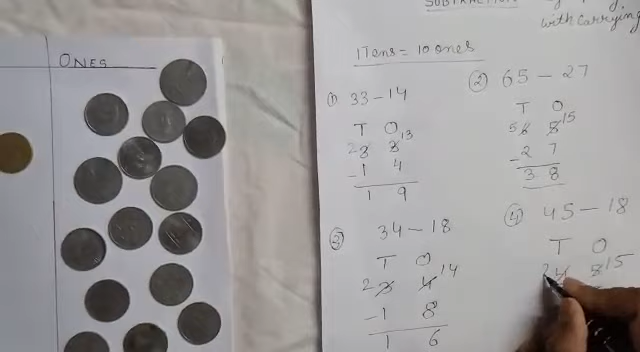 ONES
SUBTRACTION
with carrying
1 Tens = 10 ones
① 33 - 14
T O
2 3 3 13
- 1 4
1 9
② 65 - 27
T O
5 6 5 15
- 2 7
3 8
③ 34 - 18
T O
2 3 4 14
- 1 8
1 6
④ 45 - 18
T O
4 5 15